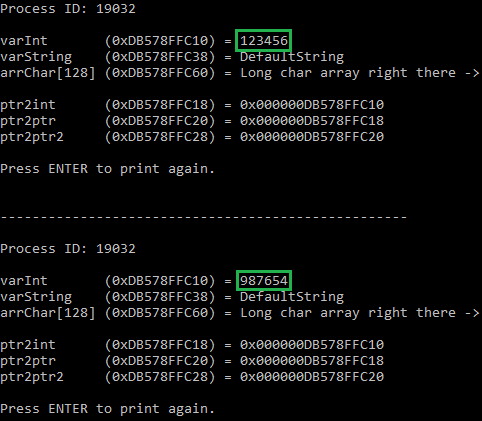 Process ID: 19032
varInt (0xDB578FFC10) = 123456
varString (0xDB578FFC38) = DefaultString
arrChar[128] (0xDB578FFC60) = Long char array right there ->
ptr2int (0xDB578FFC18) = 0x000000DB578FFC10
ptr2ptr (0xDB578FFC20) = 0x000000DB578FFC18
ptr2ptr2 (0xDB578FFC28) = 0x000000DB578FFC20
Press ENTER to print again.
---------------------------------------------------
Process ID: 19032
varInt (0xDB578FFC10) = 987654
varString (0xDB578FFC38) = DefaultString
arrChar[128] (0xDB578FFC60) = Long char array right there ->
ptr2int (0xDB578FFC18) = 0x000000DB578FFC10
ptr2ptr (0xDB578FFC20) = 0x000000DB578FFC18
ptr2ptr2 (0xDB578FFC28) = 0x000000DB578FFC20
Press ENTER to print again.